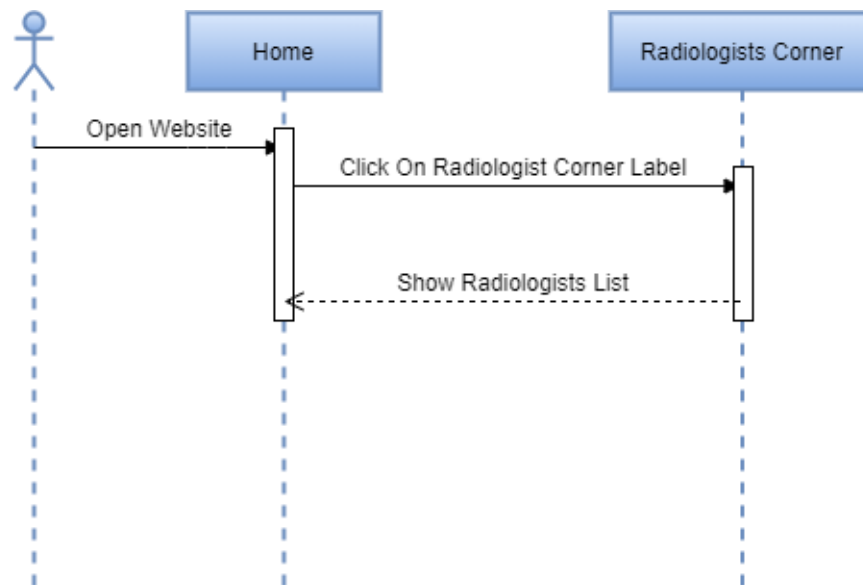 Home
Radiologists Corner
Open Website
Click On Radiologist Corner Label
Show Radiologists List